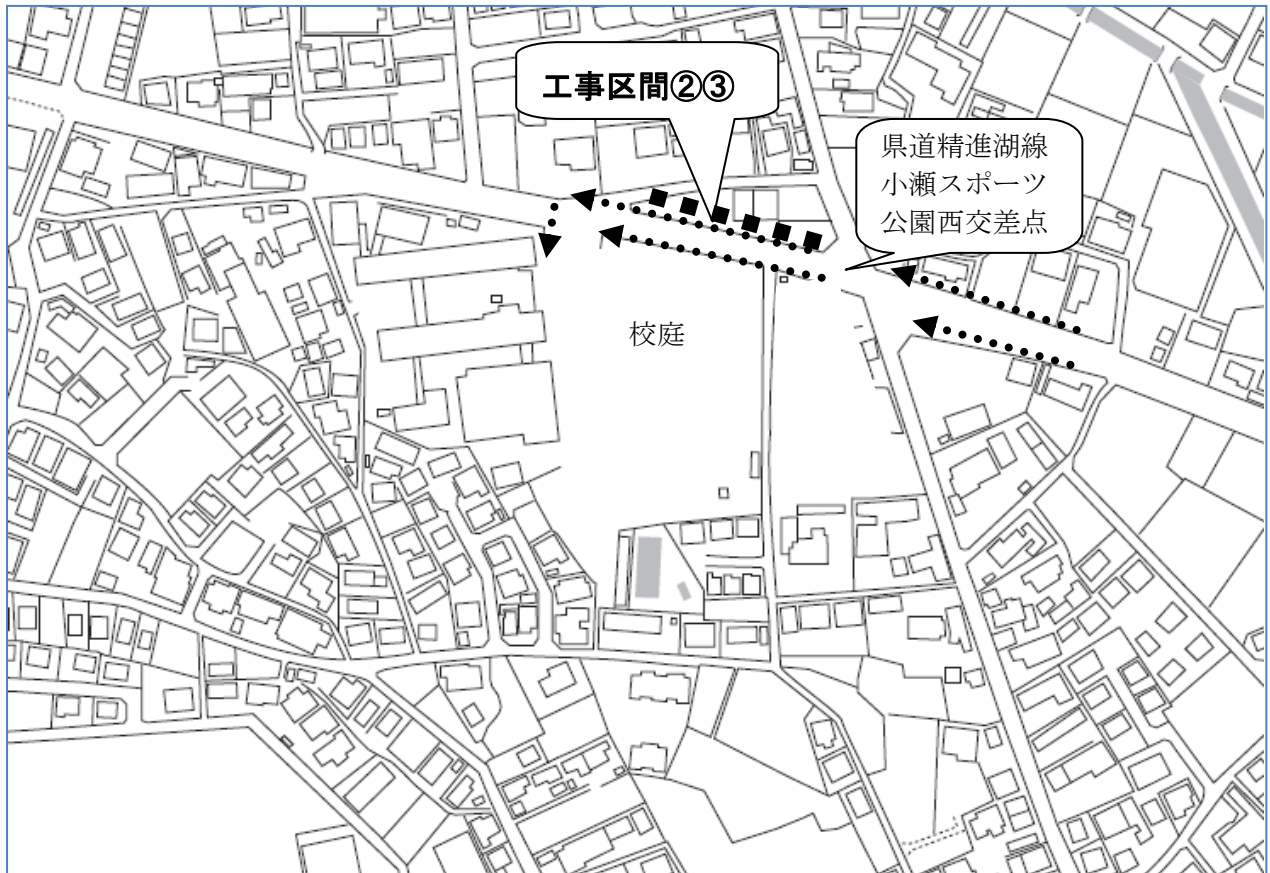 工事区間②③
県道精進湖線
小瀬スポーツ
公園西交差点
校庭